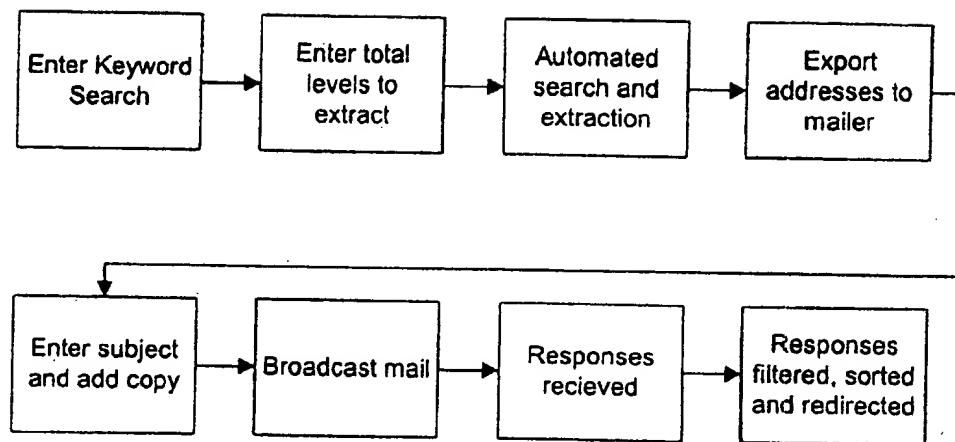 Enter Keyword
Search
Enter total
levels to
extract
Automated
search and
extraction
Export
addresses to
mailer
Enter subject
and add copy
Broadcast mail
Responses
recieved
Responses
filtered, sorted
and redirected